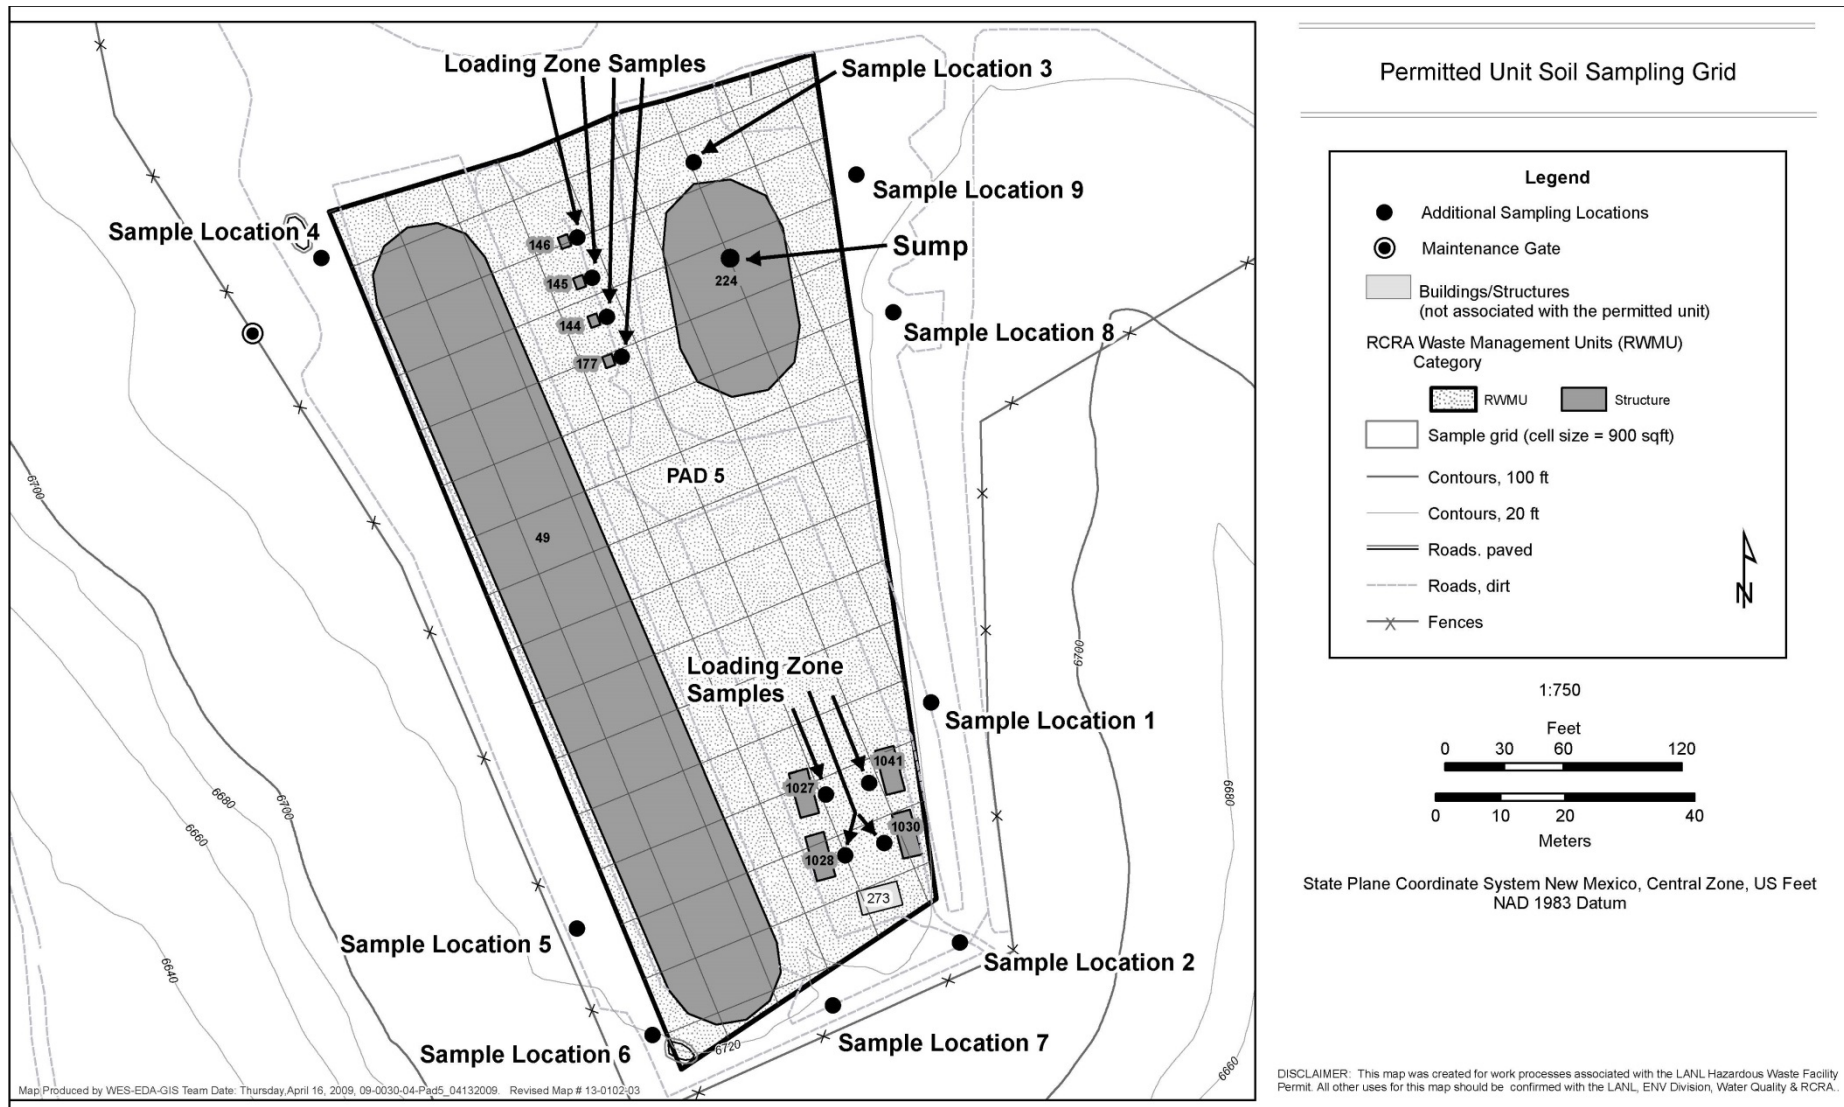 Loading Zone Samples
Sample Location 3
Sample Location 9
Sample Location 4
146
Sump
145
224
144
Sample Location 8
177
PAD 5
6700
49
6700
Loading Zone
Samples
Sample Location 1
1041
1027
6680
6680
6700
1030
6660
1028
273
Sample Location 5
Sample Location 2
6640
Sample Location 7
Sample Location 6
6720
6660
Map Produced by WES-EDA-GIS Team Date: Thursday,April 16, 2009, 09-0030-04-Pad5_04132009. Revised Map # 13-0102-03
Permitted Unit Soil Sampling Grid
Legend
Additional Sampling Locations
Maintenance Gate
Buildings/Structures
(not associated with the permitted unit)
RCRA Waste Management Units (RWMU)
Category
RWMU
Structure
Sample grid (cell size = 900 sqft)
Contours, 100 ft
Contours, 20 ft
Roads. paved
Roads, dirt
Fences
N
1:750
Feet
0 30 60 120
0 10 20 40
Meters
State Plane Coordinate System New Mexico, Central Zone, US Feet
NAD 1983 Datum
DISCLAIMER: This map was created for work processes associated with the LANL Hazardous Waste Facility
Permit. All other uses for this map should be confirmed with the LANL, ENV Division, Water Quality & RCRA..